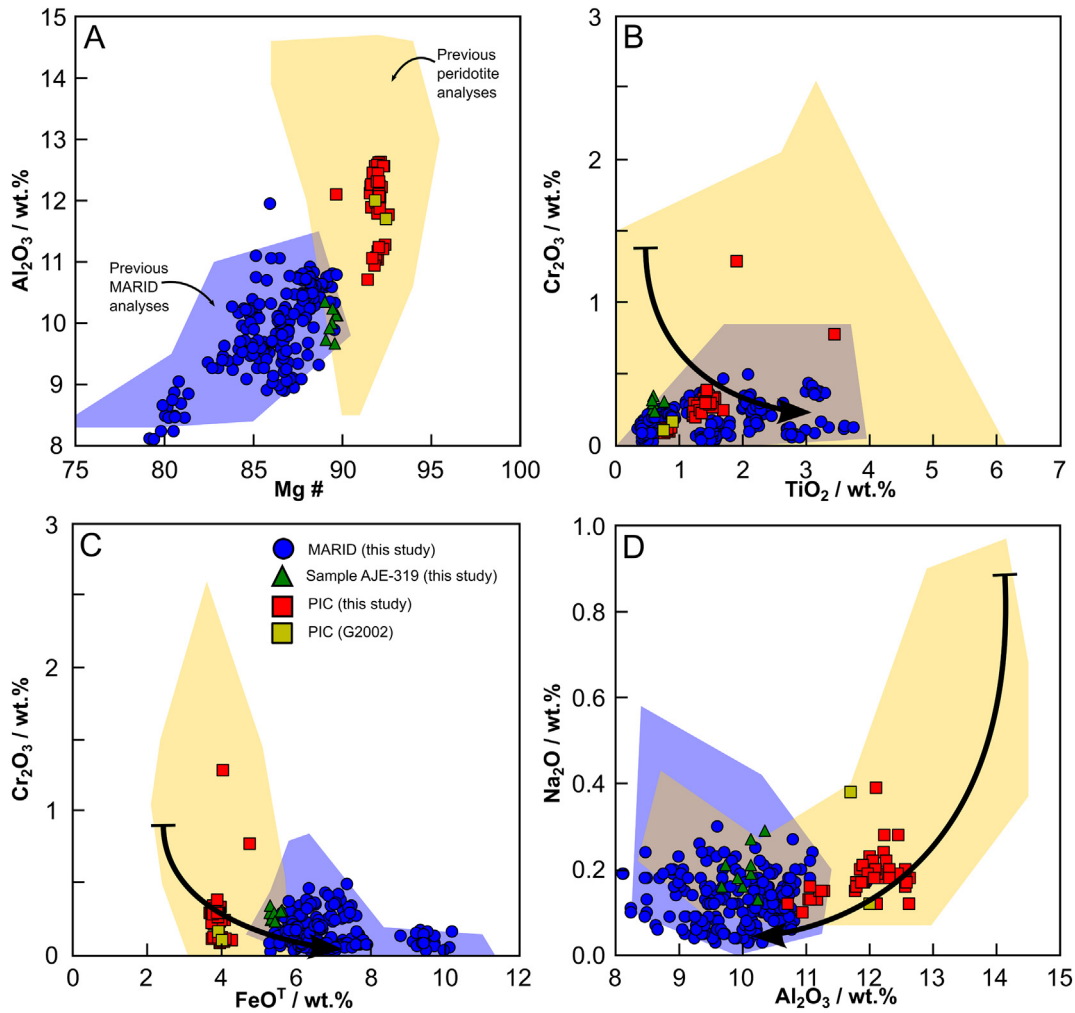 A
15
14
13
12
11
10
9
8
Al₂O₃ / wt.%
Previous
peridotite
analyses
Previous
MARID
analyses
75
80
85
90
95
100
Mg #
B
3
2
1
0
Cr₂O₃ / wt.%
0
1
2
3
4
5
6
7
TiO₂ / wt.%
C
3
2
1
0
Cr₂O₃ / wt.%
MARID (this study)
Sample AJE-319 (this study)
PIC (this study)
PIC (G2002)
0
2
4
6
8
10
12
FeOᵀ / wt.%
D
1.0
0.8
0.6
0.4
0.2
0.0
Na₂O / wt.%
8
9
10
11
12
13
14
15
Al₂O₃ / wt.%